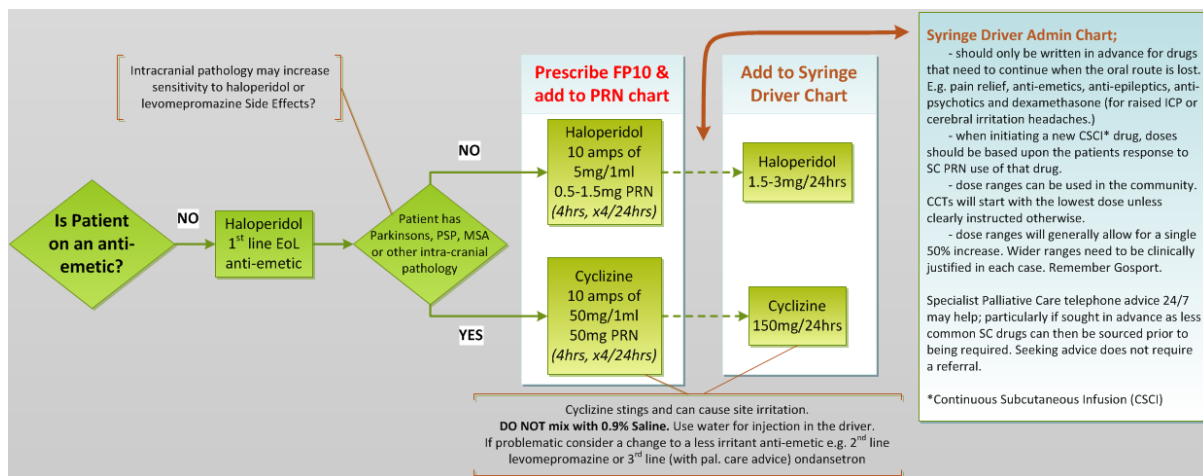 Is Patient
on an anti-
emetic?
NO
Haloperidol
1st line EoL
anti-emetic
Intracranial pathology may increase
sensitivity to haloperidol or
levomepromazine Side Effects?
Patient has
Parkinsons, PSP, MSA
or other intra-cranial
pathology
NO
YES
Prescribe FP10 &
add to PRN chart
Haloperidol
10 amps of
5mg/1ml
0.5-1.5mg PRN
(4hrs, x4/24hrs)
Cyclizine
10 amps of
50mg/1ml
50mg PRN
(4hrs, x4/24hrs)
Add to Syringe
Driver Chart
Haloperidol
1.5-3mg/24hrs
Cyclizine
150mg/24hrs
Cyclizine stings and can cause site irritation.
DO NOT mix with 0.9% Saline. Use water for injection in the driver.
If problematic consider a change to a less irritant anti-emetic e.g. 2nd line
levomepromazine or 3rd line (with pal. care advice) ondansetron
Syringe Driver Admin Chart;
- should only be written in advance for drugs
that need to continue when the oral route is lost.
E.g. pain relief, anti-emetics, anti-epileptics, anti-
psychotics and dexamethasone (for raised ICP or
cerebral irritation headaches.)
- when initiating a new CSCI* drug, doses
should be based upon the patients response to
SC PRN use of that drug.
- dose ranges can be used in the community.
CCTs will start with the lowest dose unless
clearly instructed otherwise.
- dose ranges will generally allow for a single
50% increase. Wider ranges need to be clinically
justified in each case. Remember Gosport.
Specialist Palliative Care telephone advice 24/7
may help; particularly if sought in advance as less
common SC drugs can then be sourced prior to
being required. Seeking advice does not require
a referral.
*Continuous Subcutaneous Infusion (CSCI)